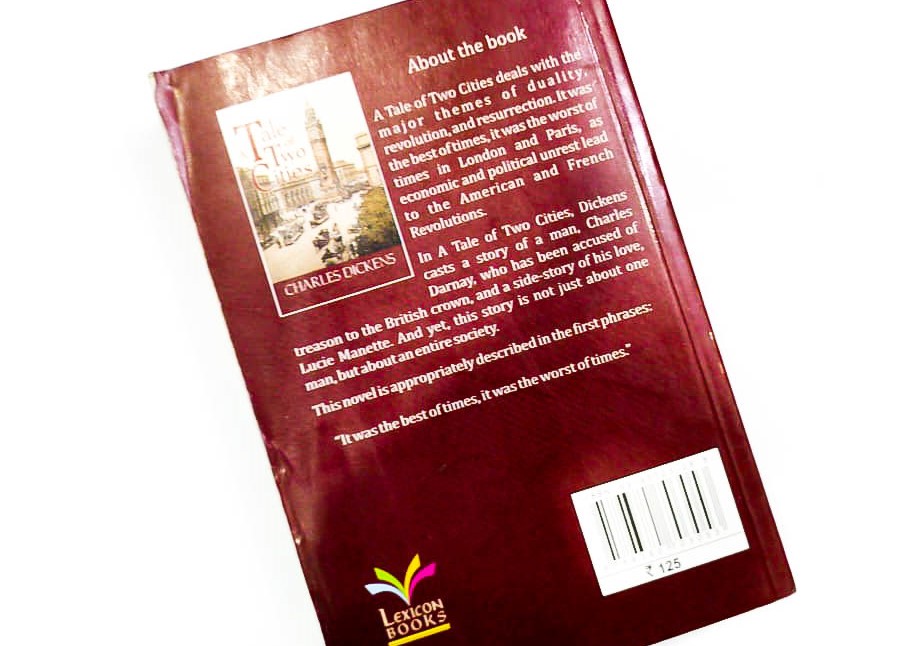 About the book
A Tale of Two Cities deals with the
major themes of duality,
revolution, and resurrection. It was
the best of times, it was the worst of
times in London and Paris, as
economic and political unrest lead
to the American and French
Revolutions.
In A Tale of Two Cities, Dickens
casts a story of a man, Charles
Darnay, who has been accused of
treason to the British crown, and a side-story of his love,
Lucie Manette. And yet, this story is not just about one
man, but about an entire society.
This novel is appropriately described in the first phrases:
"It was the best of times, it was the worst of times."
Tale
Two
Cities
CHARLES DICKENS
₹ 125
LEXICON
BOOKS